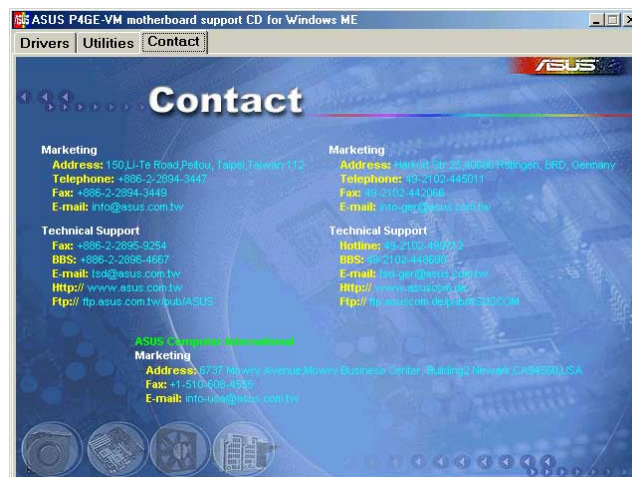 ASUS P4GE-VM motherboard support CD for Windows ME
Drivers Utilities Contact
ASUS
Contact
Marketing
Address: 150,Li-Te Road,Peitou, Taipei,Taiwan 112
Telephone: +886-2-2894-3447
Fax: +886-2-2894-3449
E-mail: info@asus.com.tw
Technical Support
Fax: +886-2-2895-9254
BBS: +886-2-2896-4667
E-mail: tsd@asus.com.tw
Http:// www.asus.com.tw
Ftp:// ftp.asus.com.tw/pub/ASUS
Marketing
Address: Harkort Str.25,40880 Ratingen, BRD, Germany
Telephone: 49-2102-445011
Fax: 49-2102-442066
E-mail: info-ger@asus.com.tw
Technical Support
Hotline:
BBS: 49-2102-448690
E-mail: tsd-ger@asus.com.tw
Http:// www.asuscom.de
Ftp:// ftp.asuscom.de/pub/ASUSCOM
ASUS Computer International
Marketing
Address: 6737 Mowry Avenue,Mowry Business Center, Building2 Newark,CA94560,USA
Fax: +1-510-608-4555
E-mail: info-usa@asus.com.tw